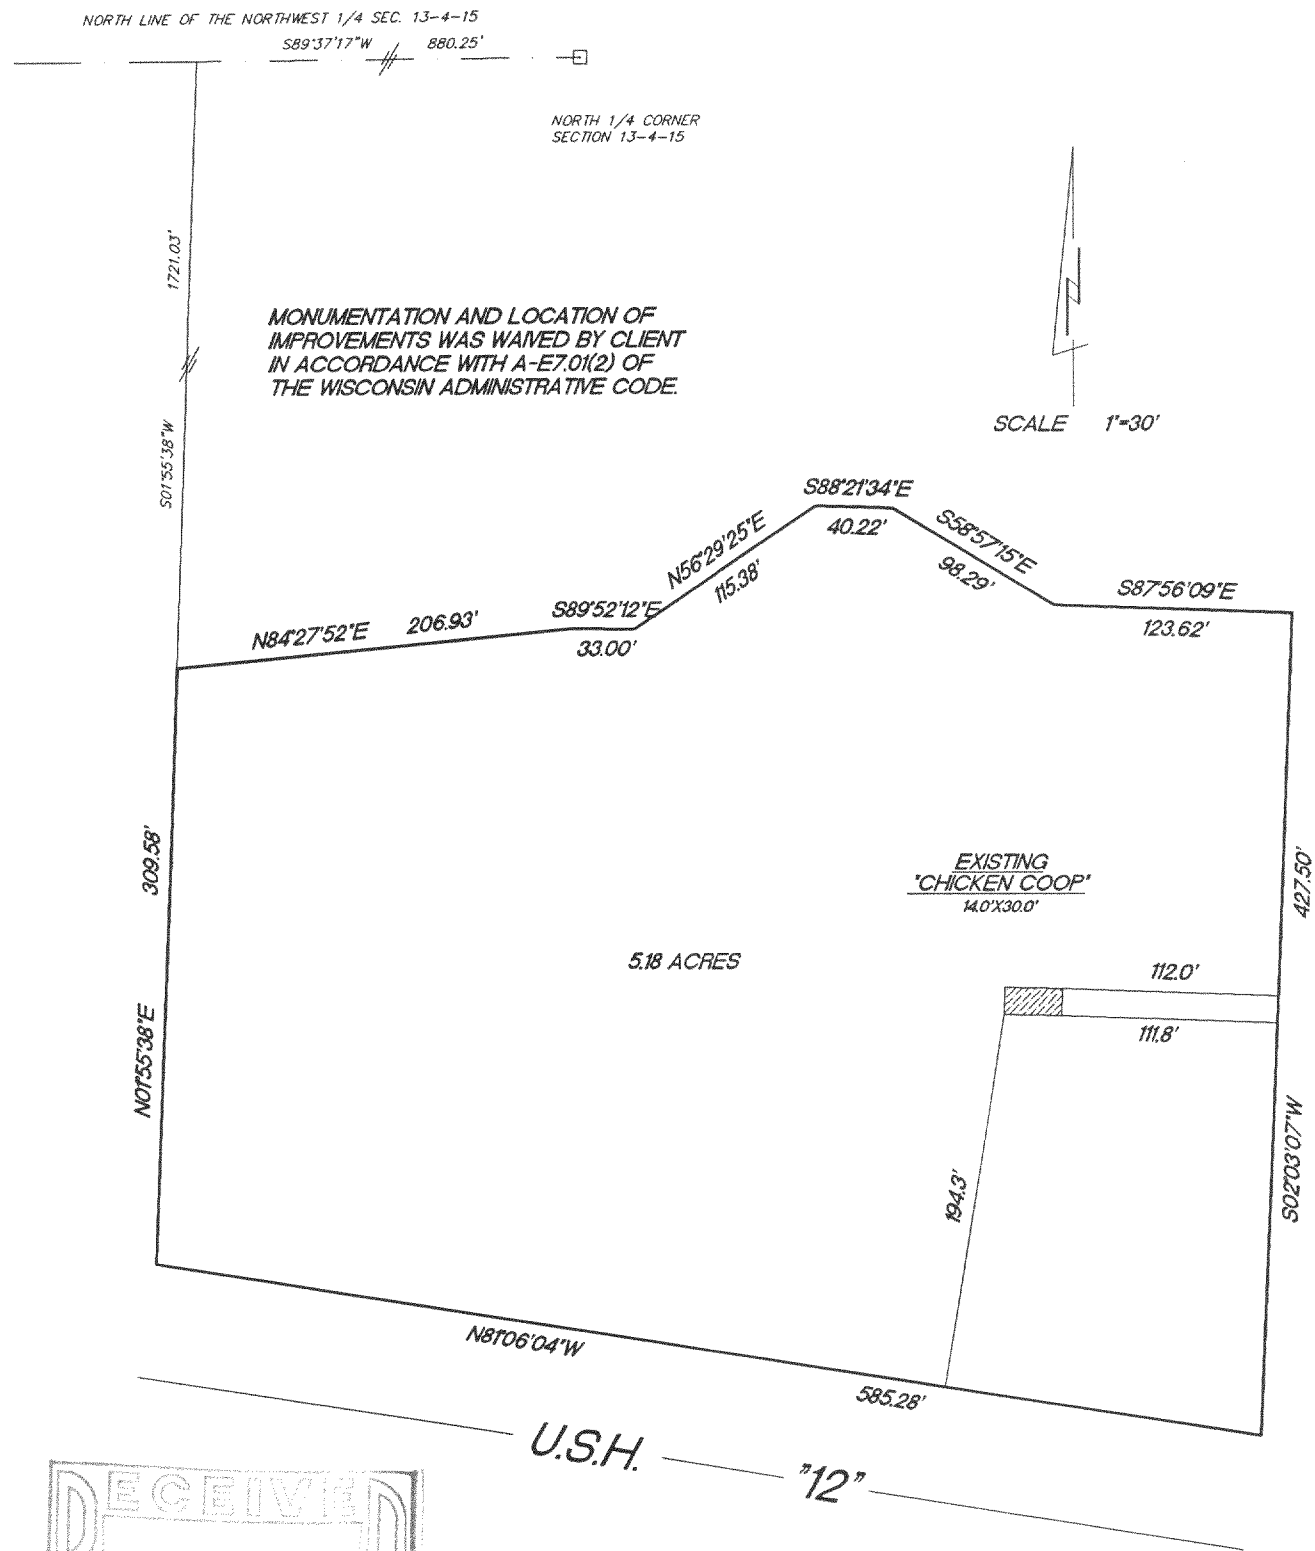 NORTH LINE OF THE NORTHWEST 1/4 SEC. 13-4-15
S89°37'17"W 880.25'
NORTH 1/4 CORNER
SECTION 13-4-15
1721.03'
S01°55'38"W
MONUMENTATION AND LOCATION OF
IMPROVEMENTS WAS WAIVED BY CLIENT
IN ACCORDANCE WITH A-E7.01(2) OF
THE WISCONSIN ADMINISTRATIVE CODE.
SCALE 1"=30'
N84°27'52"E 206.93'
S89°52'12"E
33.00'
N56°29'25"E
115.38'
S88°21'34"E
40.22'
S58°57'15"E
98.29'
S87°56'09"E
123.62'
309.58'
N01°55'38"E
427.50'
S02°03'07"W
EXISTING
"CHICKEN COOP"
14.0'X30.0'
5.18 ACRES
112.0'
111.8'
194.3'
N81°06'04"W
585.28'
U.S.H. "12"
RECEIVED